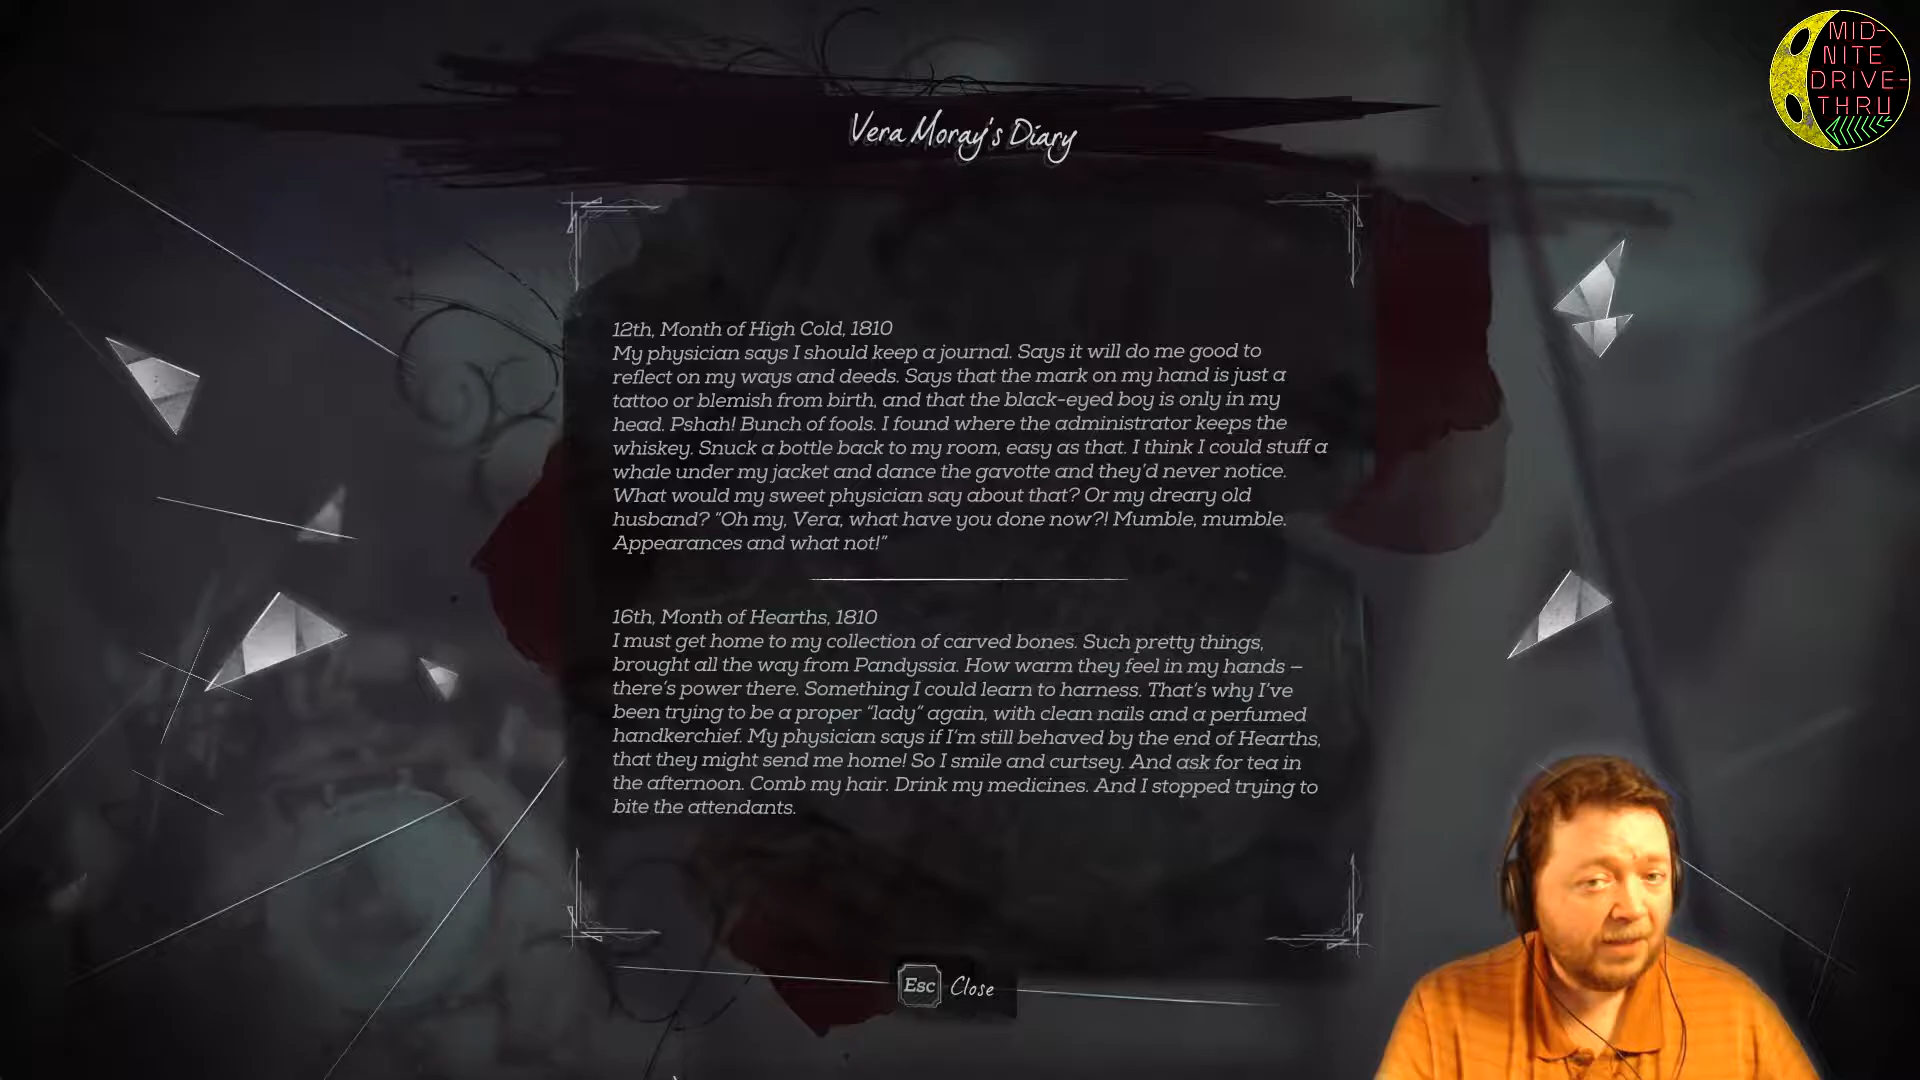 MID-
NITE
DRIVE-
THRU
Vera Moray's Diary
12th, Month of High Cold, 1810
My physician says I should keep a journal. Says it will do me good to
reflect on my ways and deeds. Says that the mark on my hand is just a
tattoo or blemish from birth, and that the black-eyed boy is only in my
head. Pshah! Bunch of fools. I found where the administrator keeps the
whiskey. Snuck a bottle back to my room, easy as that. I think I could stuff a
whale under my jacket and dance the gavotte and they'd never notice.
What would my sweet physician say about that? Or my dreary old
husband? "Oh my, Vera, what have you done now?! Mumble, mumble.
Appearances and what not!"
16th, Month of Hearths, 1810
I must get home to my collection of carved bones. Such pretty things,
brought all the way from Pandyssia. How warm they feel in my hands –
there's power there. Something I could learn to harness. That's why I've
been trying to be a proper "lady" again, with clean nails and a perfumed
handkerchief. My physician says if I'm still behaved by the end of Hearths,
that they might send me home! So I smile and curtsey. And ask for tea in
the afternoon. Comb my hair. Drink my medicines. And I stopped trying to
bite the attendants.
Esc Close